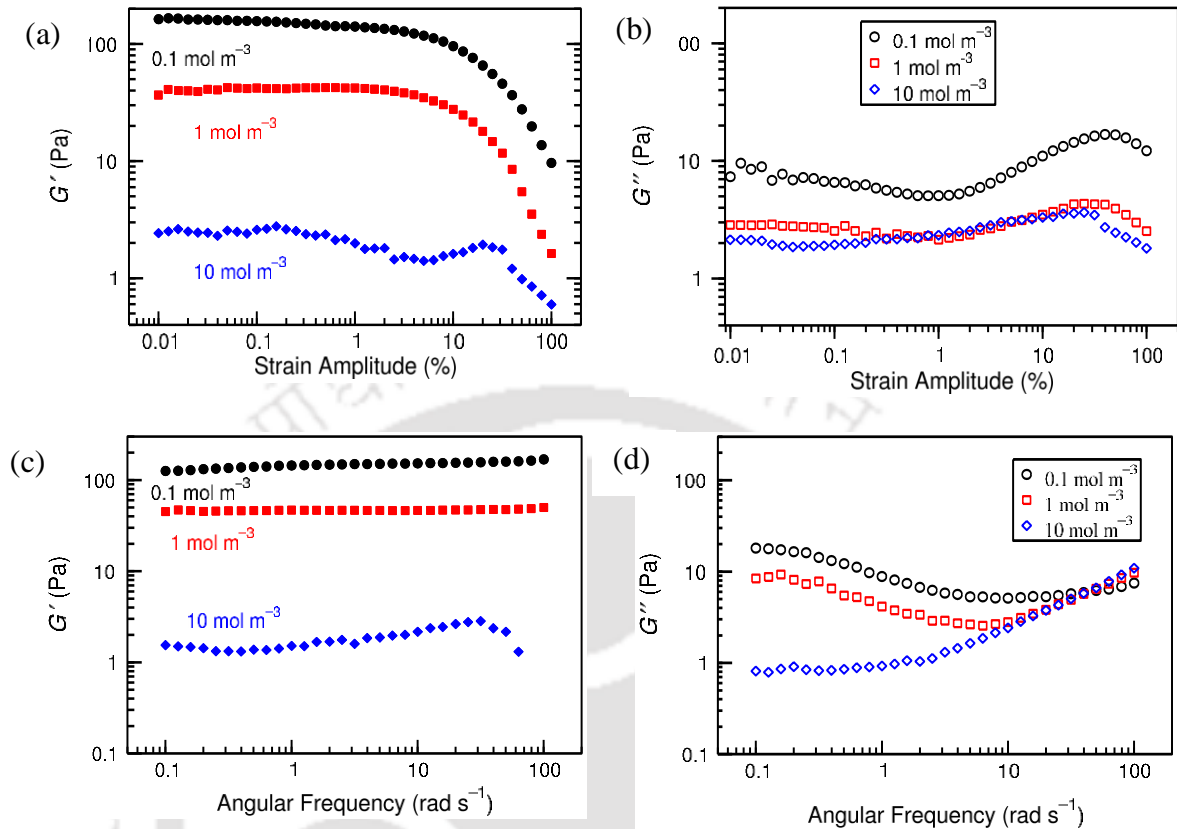 (a)
100
10
1
G′ (Pa)
0.1 mol m⁻³
1 mol m⁻³
10 mol m⁻³
0.01 0.1 1 10 100
Strain Amplitude (%)
(b)
00
10
1
G″ (Pa)
0.1 mol m⁻³
1 mol m⁻³
10 mol m⁻³
0.01 0.1 1 10 100
Strain Amplitude (%)
(c)
100
10
1
0.1
G′ (Pa)
0.1 mol m⁻³
1 mol m⁻³
10 mol m⁻³
0.1 1 10 100
Angular Frequency (rad s⁻¹)
(d)
100
10
1
0.1
G″ (Pa)
0.1 mol m⁻³
1 mol m⁻³
10 mol m⁻³
0.1 1 10 100
Angular Frequency (rad s⁻¹)